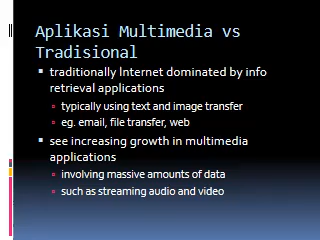 Aplikasi Multimedia vs
Tradisional
traditionally Internet dominated by info
retrieval applications
typically using text and image transfer
eg. email, file transfer, web
see increasing growth in multimedia
applications
involving massive amounts of data
such as streaming audio and video